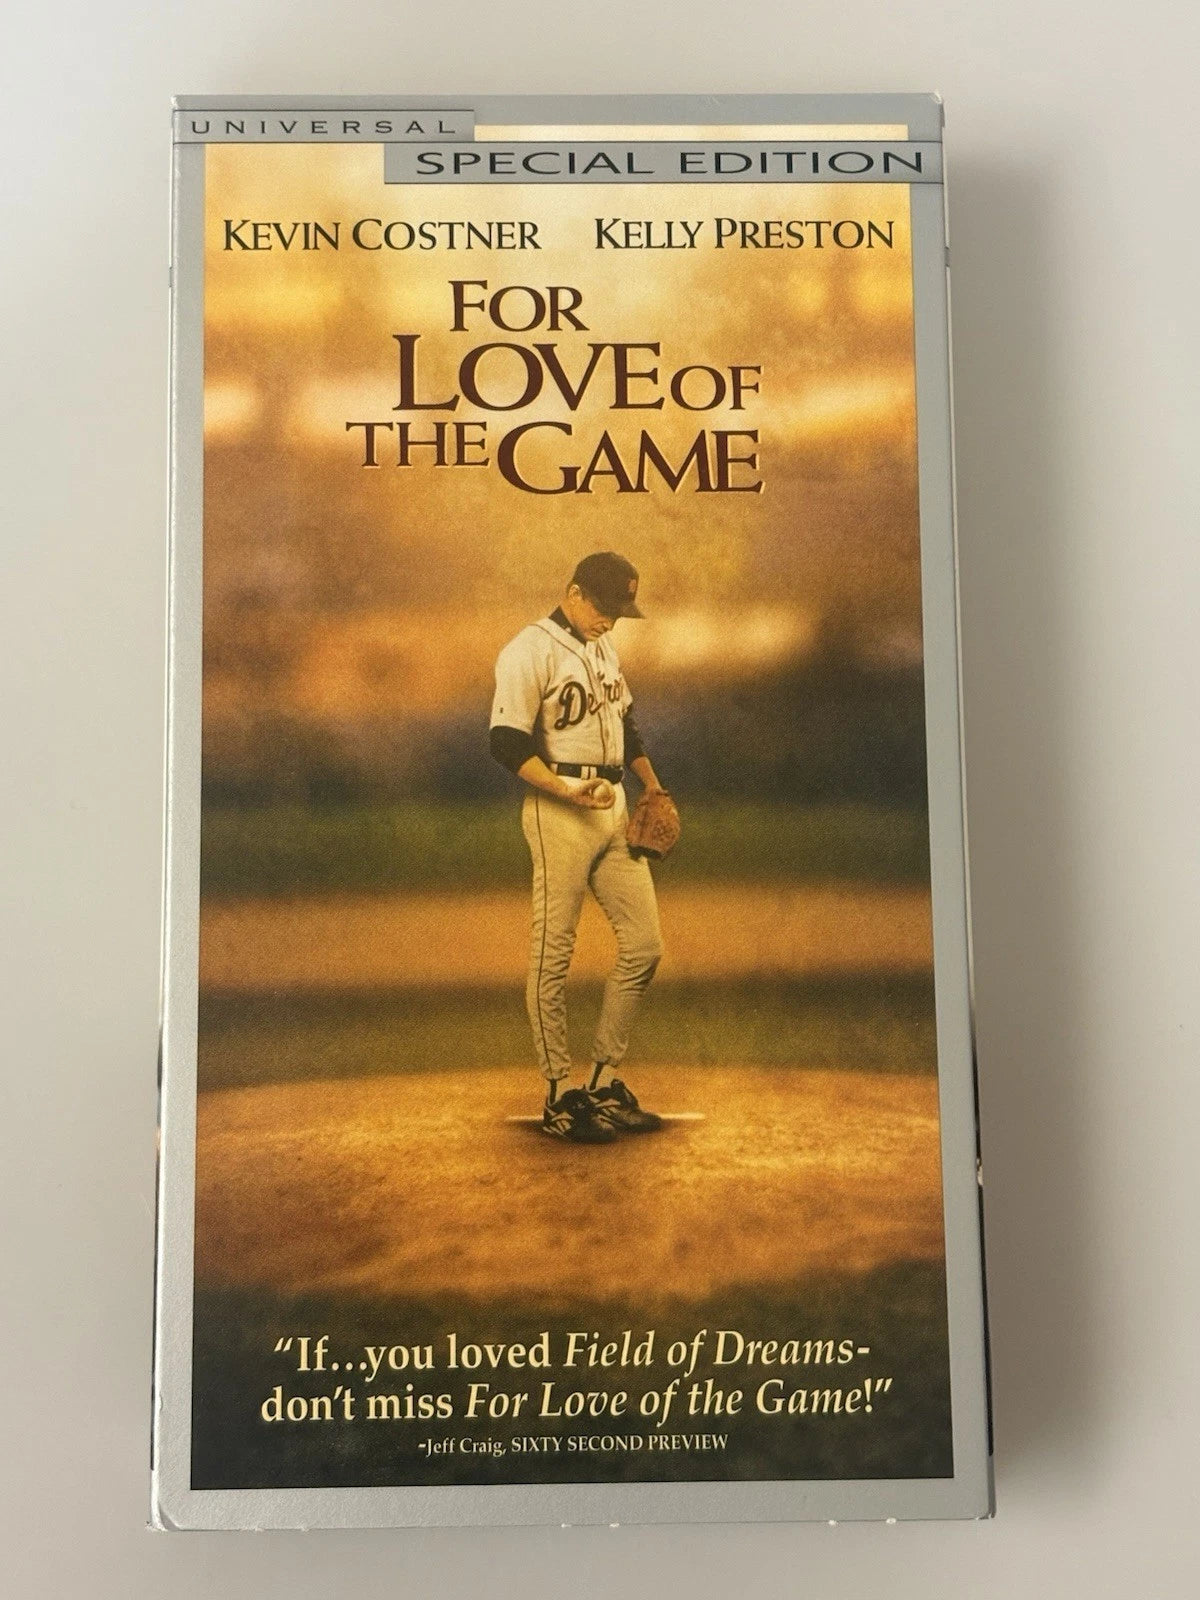 UNIVERSAL
SPECIAL EDITION
KEVIN COSTNER KELLY PRESTON
FOR
LOVE OF
THE GAME
"If...you loved Field of Dreams-
don't miss For Love of the Game!"
-Jeff Craig, SIXTY SECOND PREVIEW